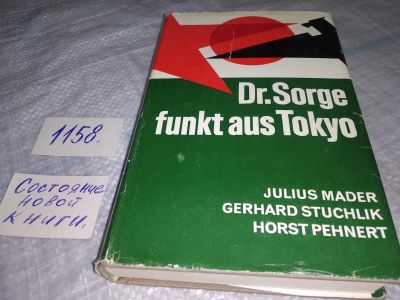 Dr. Sorge
funkt aus Tokyo
JULIUS MADER
GERHARD STUCHLIK
HORST PEHNERT
1158.
Состояние
новой
книги.